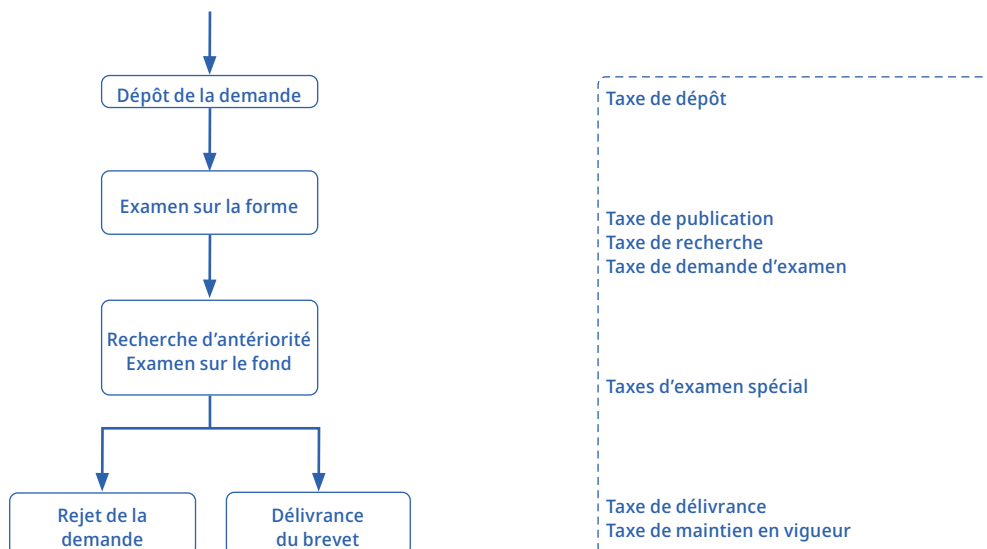 Dépôt de la demande
Examen sur la forme
Recherche d'antériorité
Examen sur le fond
Rejet de la
demande
Délivrance
du brevet
Taxe de dépôt
Taxe de publication
Taxe de recherche
Taxe de demande d'examen
Taxes d'examen spécial
Taxe de délivrance
Taxe de maintien en vigueur